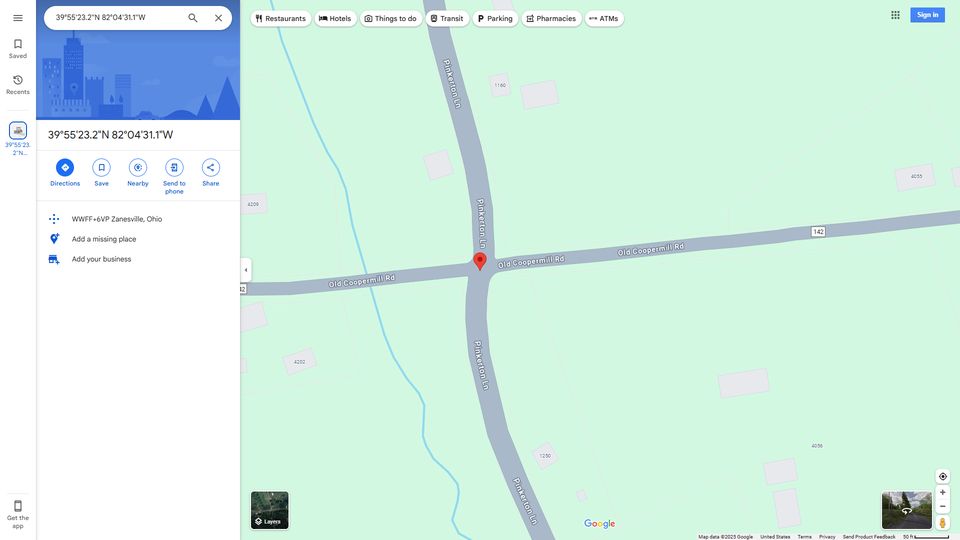 39°55'23.2"N 82°04'31.1"W
Restaurants
Hotels
Things to do
Transit
Parking
Pharmacies
ATMs
Sign in
Saved
Recents
39°55'23.
2"N...
39°55'23.2"N 82°04'31.1"W
Directions
Save
Nearby
Send to
phone
Share
WWFF+6VP Zanesville, Ohio
Add a missing place
Add your business
Get the
app
Pinkerton Ln
1160
4209
4055
Pinkerton Ln
142
Old Coopermill Rd
Old Coopermill Rd
Old Coopermill Rd
42
4202
Pinkerton Ln
1250
4056
Pinkerton Ln
Layers
Google
Map data ©2025 Google United States Terms Privacy Send Product Feedback 50 ft